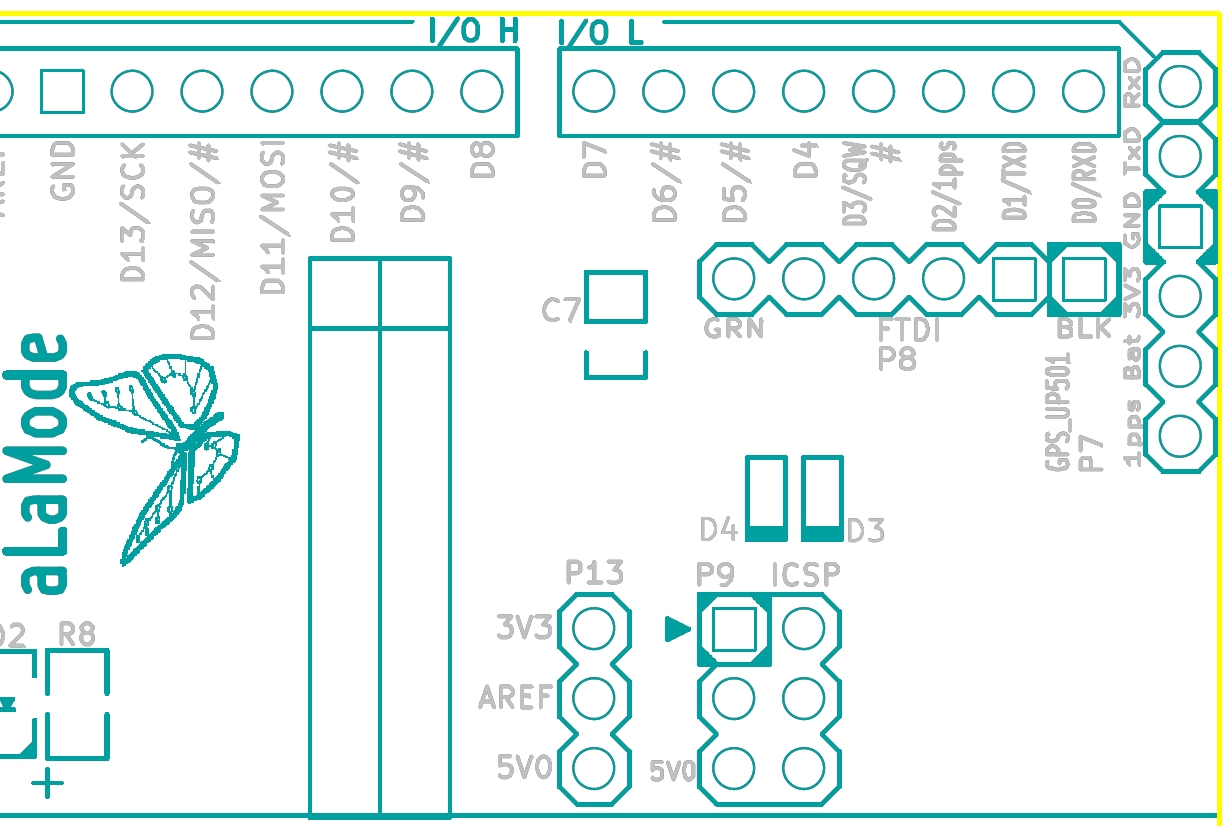 I/O H
I/O L
GND
D13/SCK
D12/MISO/#
D11/MOSI
D10/#
D9/#
D8
D7
D6/#
D5/#
D4
D3/SQW
#
D2/1pps
D1/TXD
D0/RXD
RxD
TxD
GND
3V3
Bat
1pps
C7
GRN
FTDI
P8
BLK
GPS_UP501
P7
aLaMode
D4
D3
P13
P9
ICSP
3V3
AREF
5V0
5V0
R8
+